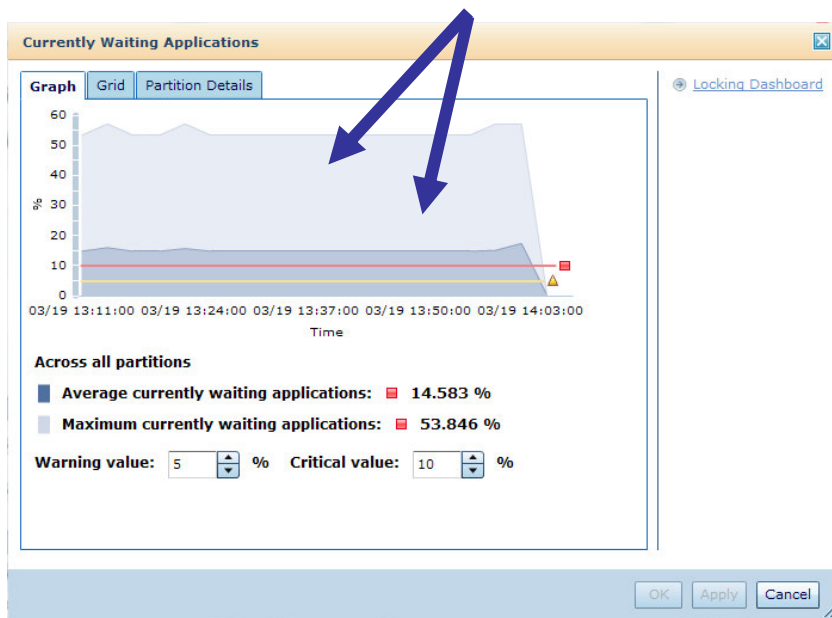 Currently Waiting Applications
Graph Grid Partition Details
Locking Dashboard
60
50
40
%
30
20
10
0
03/19 13:11:00 03/19 13:24:00 03/19 13:37:00 03/19 13:50:00 03/19 14:03:00
Time
Across all partitions
Average currently waiting applications: 14.583 %
Maximum currently waiting applications: 53.846 %
Warning value: 5 % Critical value: 10 %
OK Apply Cancel